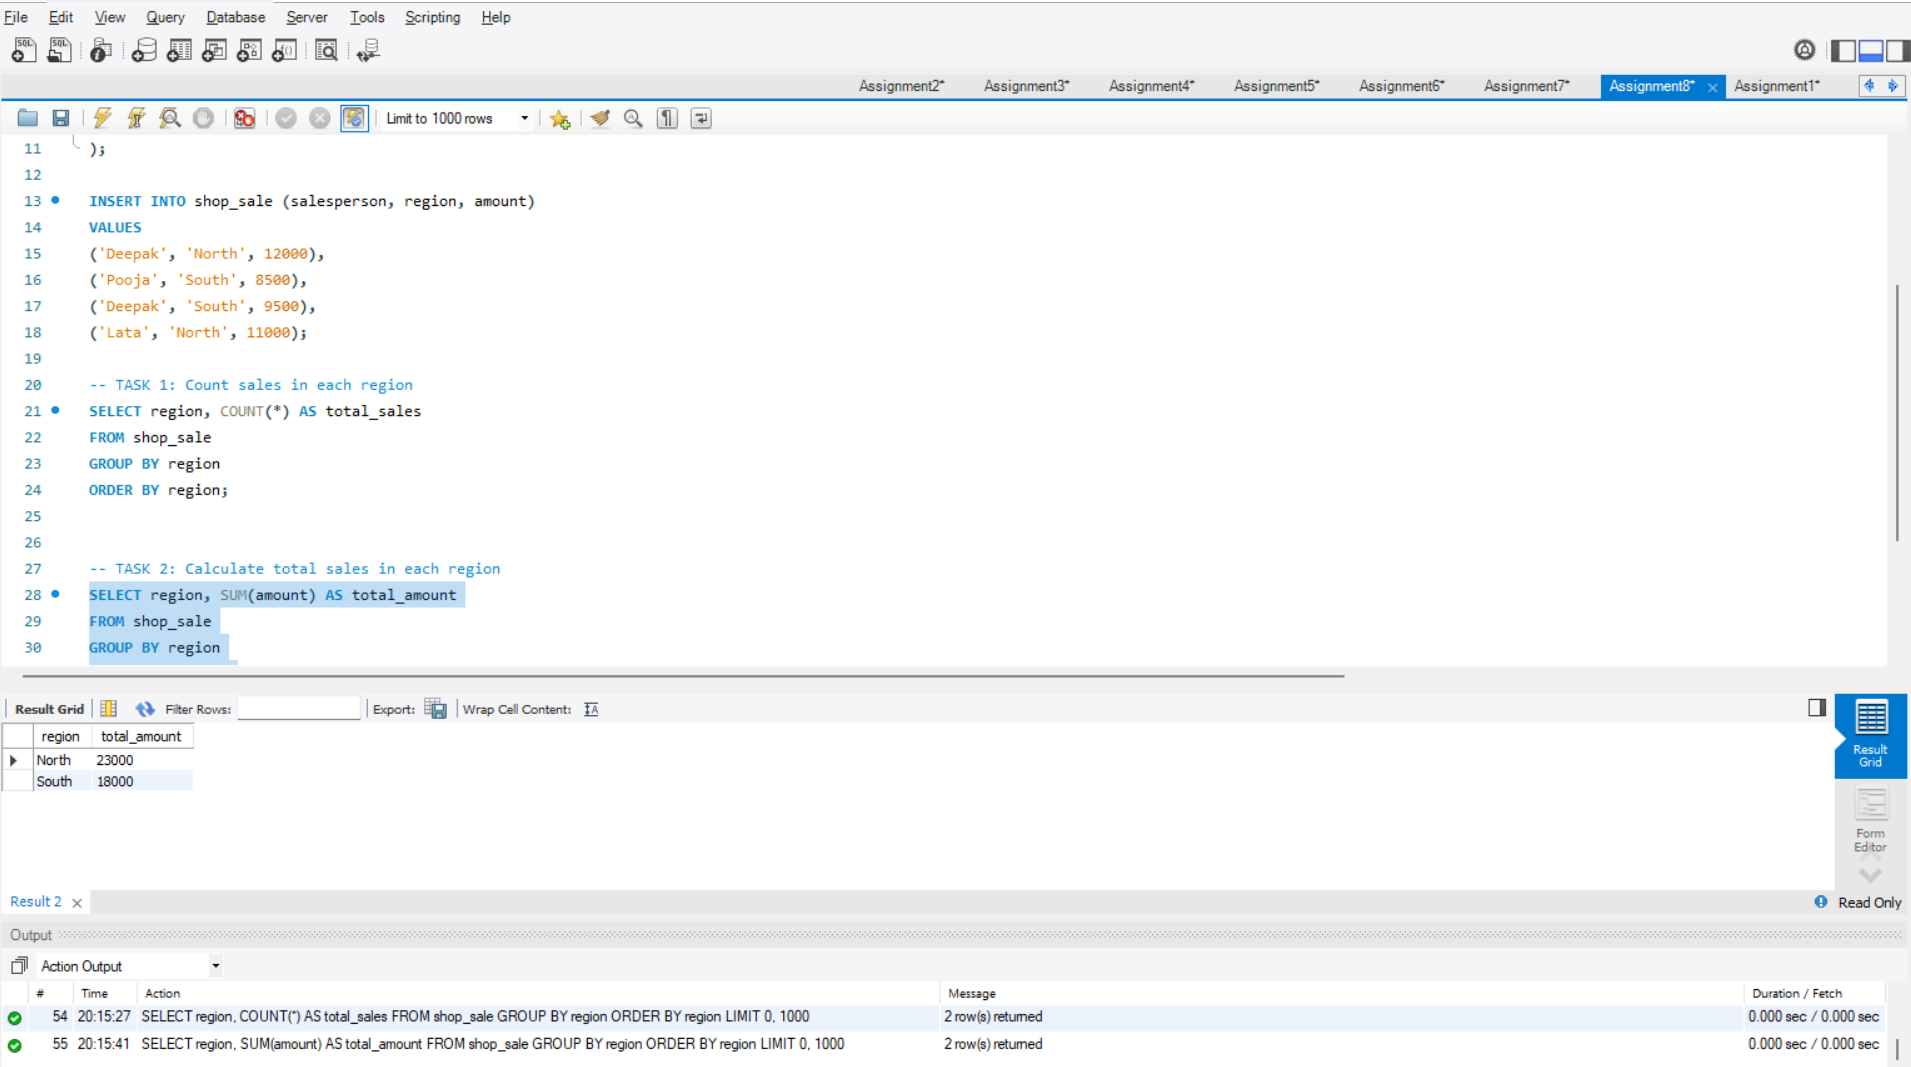 File Edit View Query Database Server Tools Scripting Help
Assignment2* Assignment3* Assignment4* Assignment5* Assignment6* Assignment7* Assignment8* Assignment1*
Limit to 1000 rows
11 );
12
13 INSERT INTO shop_sale (salesperson, region, amount)
14 VALUES
15 ('Deepak', 'North', 12000),
16 ('Pooja', 'South', 8500),
17 ('Deepak', 'South', 9500),
18 ('Lata', 'North', 11000);
19
20 -- TASK 1: Count sales in each region
21 SELECT region, COUNT(*) AS total_sales
22 FROM shop_sale
23 GROUP BY region
24 ORDER BY region;
25
26
27 -- TASK 2: Calculate total sales in each region
28 SELECT region, SUM(amount) AS total_amount
29 FROM shop_sale
30 GROUP BY region
Result Grid Filter Rows: Export: Wrap Cell Content:
region total_amount
North 23000
South 18000
Result Grid
Form Editor
Result 2 Read Only
Output
Action Output
# Time Action Message Duration / Fetch
54 20:15:27 SELECT region, COUNT(*) AS total_sales FROM shop_sale GROUP BY region ORDER BY region LIMIT 0, 1000 2 row(s) returned 0.000 sec / 0.000 sec
55 20:15:41 SELECT region, SUM(amount) AS total_amount FROM shop_sale GROUP BY region ORDER BY region LIMIT 0, 1000 2 row(s) returned 0.000 sec / 0.000 sec